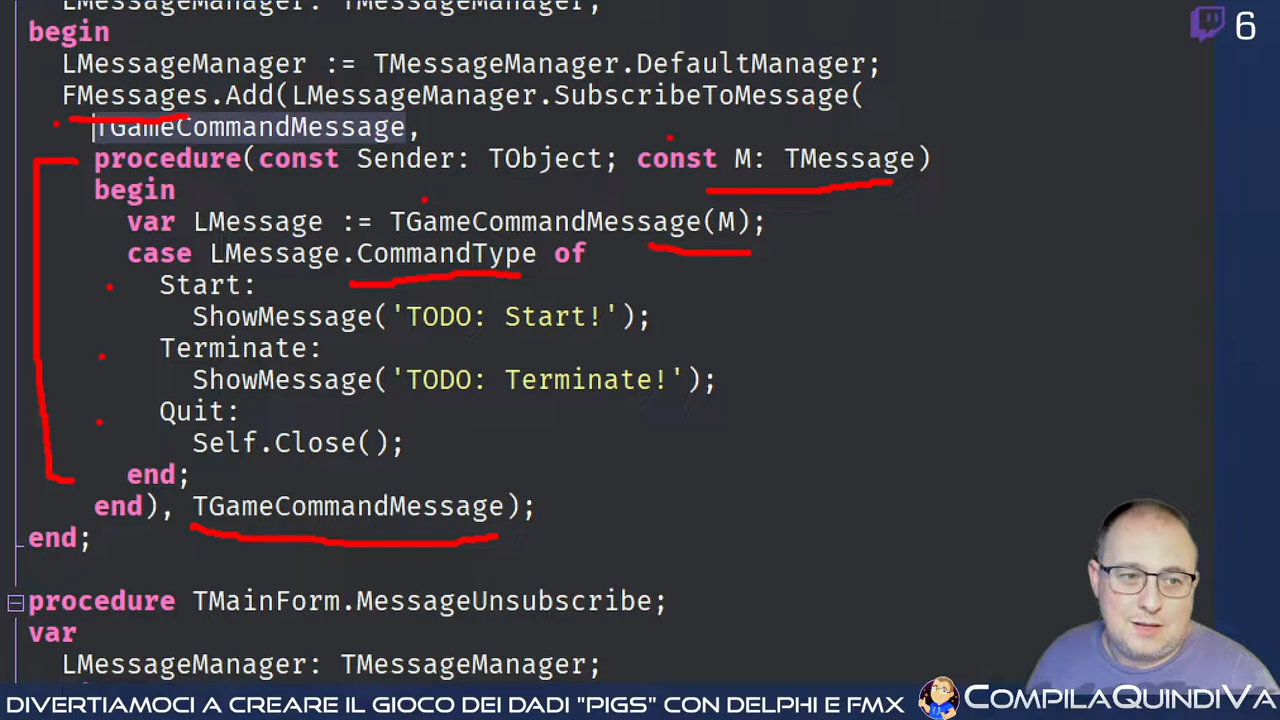 LMessageManager: TMessageManager;
6
begin
LMessageManager := TMessageManager.DefaultManager;
FMessages.Add(LMessageManager.SubscribeToMessage(
TGameCommandMessage,
procedure(const Sender: TObject; const M: TMessage)
begin
var LMessage := TGameCommandMessage(M);
case LMessage.CommandType of
Start:
ShowMessage('TODO: Start!');
Terminate:
ShowMessage('TODO: Terminate!');
Quit:
Self.Close();
end;
end), TGameCommandMessage);
end;
procedure TMainForm.MessageUnsubscribe;
var
LMessageManager: TMessageManager;
DIVERTIAMOCI A CREARE IL GIOCO DEI DADI "PIGS" CON DELPHI E FMX
COMPILAQUINDIVA